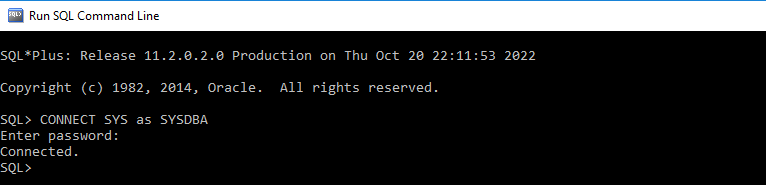 Run SQL Command Line
SQL*Plus: Release 11.2.0.2.0 Production on Thu Oct 20 22:11:53 2022
Copyright (c) 1982, 2014, Oracle.  All rights reserved.
SQL> CONNECT SYS as SYSDBA
Enter password:
Connected.
SQL>